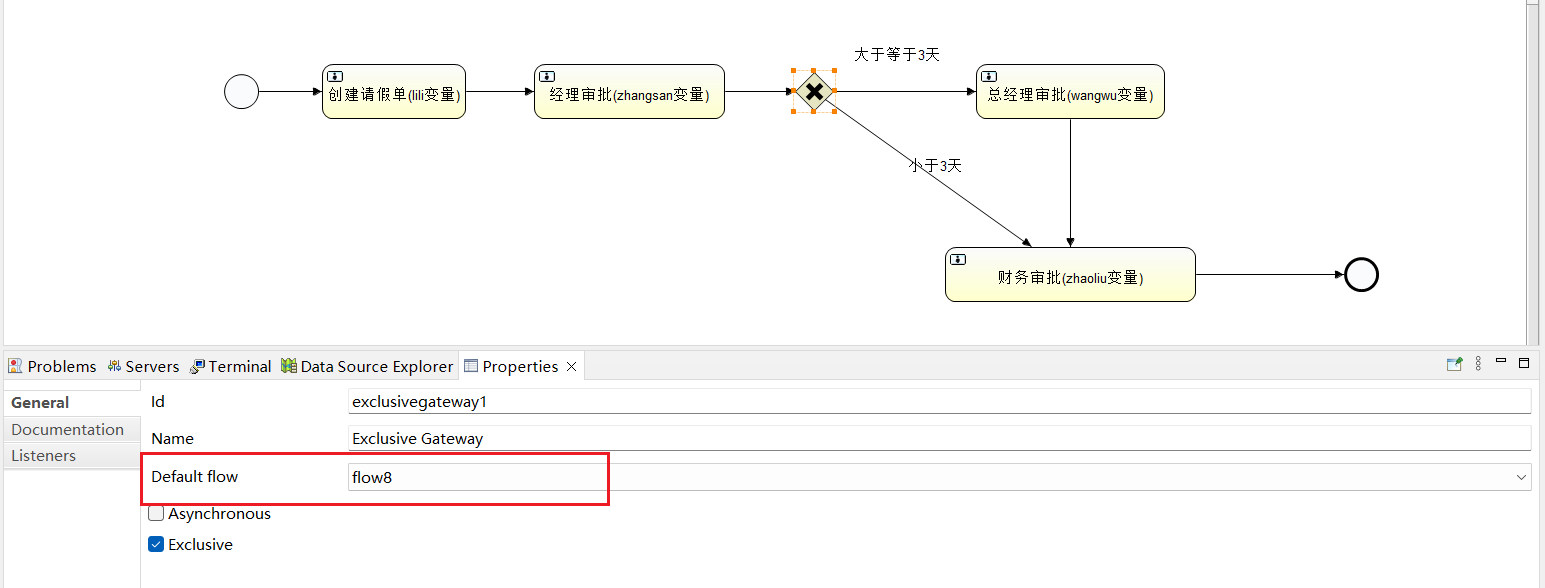 大于等于3天
创建请假单(lili变量)
经理审批(zhangsan变量)
总经理审批(wangwu变量)
小于3天
财务审批(zhaoliu变量)
Problems Servers Terminal Data Source Explorer Properties
General
Documentation
Listeners
Id exclusivegateway1
Name Exclusive Gateway
Default flow flow8
Asynchronous
Exclusive